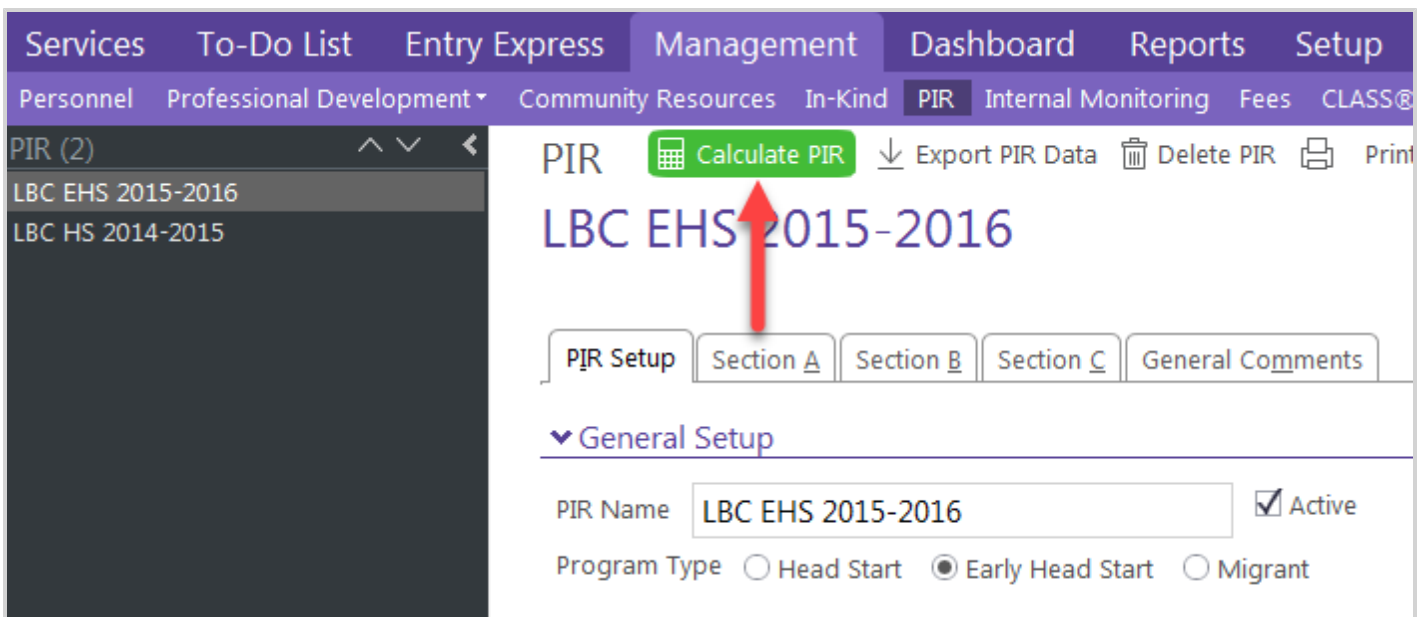 Services To-Do List Entry Express Management Dashboard Reports Setup
Personnel Professional Development Community Resources In-Kind PIR Internal Monitoring Fees CLASS®
PIR (2)
LBC EHS 2015-2016
LBC HS 2014-2015
PIR Calculate PIR Export PIR Data Delete PIR Print
LBC EHS 2015-2016
PIR Setup Section A Section B Section C General Comments
General Setup
PIR Name LBC EHS 2015-2016 Active
Program Type Head Start Early Head Start Migrant